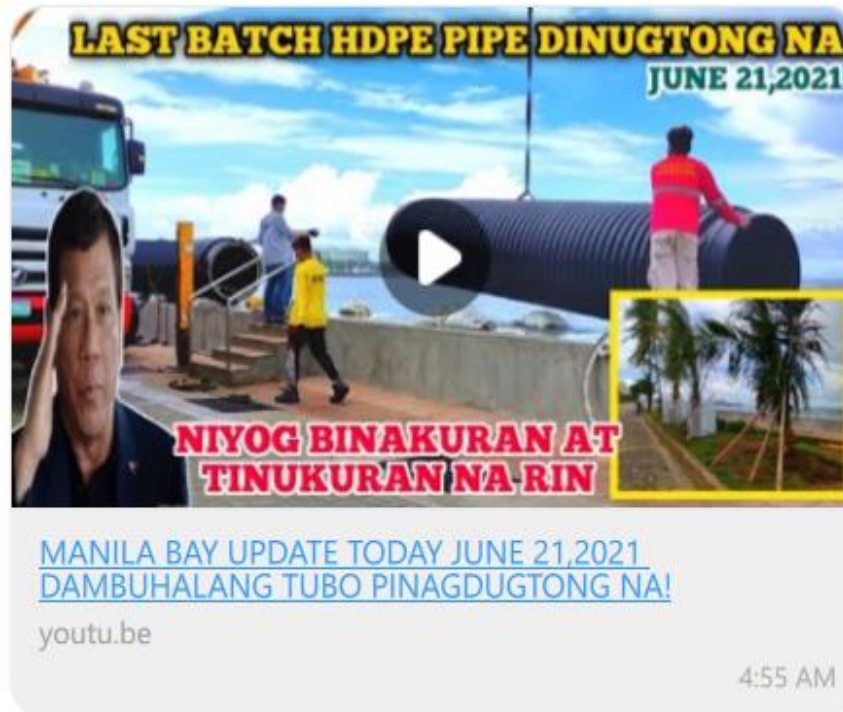 LAST BATCH HDPE PIPE DINUGTONG NA
JUNE 21,2021
NIYOG BINAKURAN AT
TINUKURAN NA RIN
MANILA BAY UPDATE TODAY JUNE 21,2021
DAMBUHALANG TUBO PINAGDUGTONG NA!
youtu.be
4:55 AM